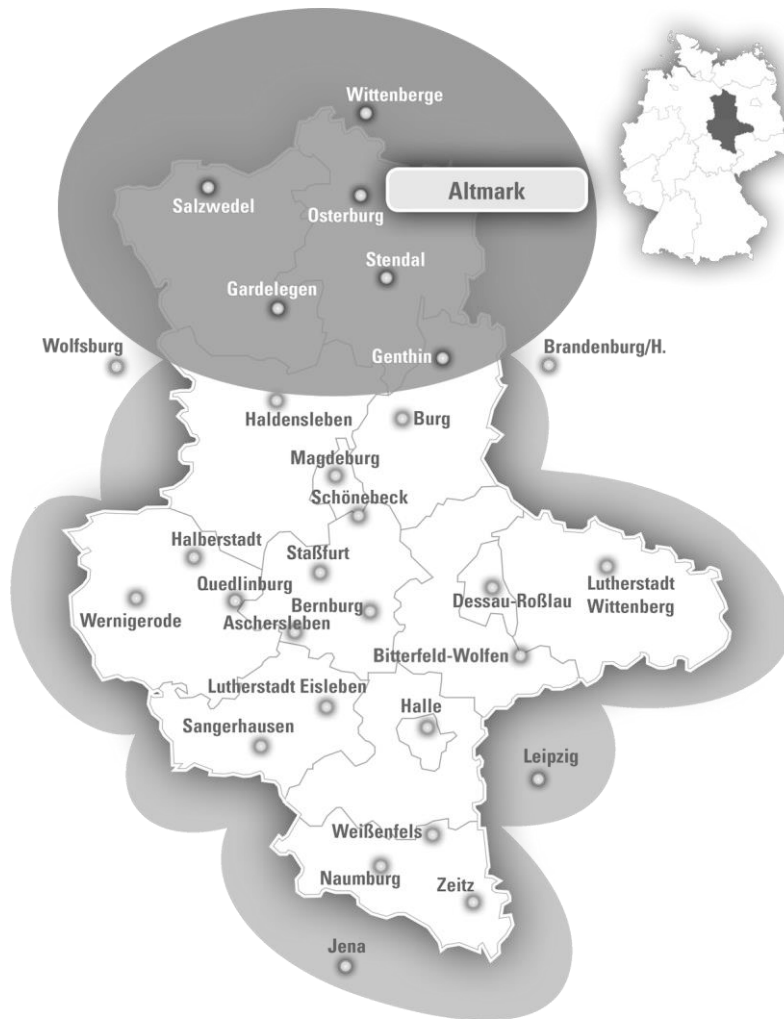 Wittenberge
Altmark
Salzwedel
Osterburg
Stendal
Gardelegen
Wolfsburg
Genthin
Brandenburg/H.
Haldensleben
Burg
Magdeburg
Schönebeck
Halberstadt
Staßfurt
Quedlinburg
Lutherstadt
Wittenberg
Dessau-Roßlau
Bernburg
Wernigerode
Aschersleben
Bitterfeld-Wolfen
Lutherstadt Eisleben
Halle
Sangerhausen
Leipzig
Weißenfels
Naumburg
Zeitz
Jena